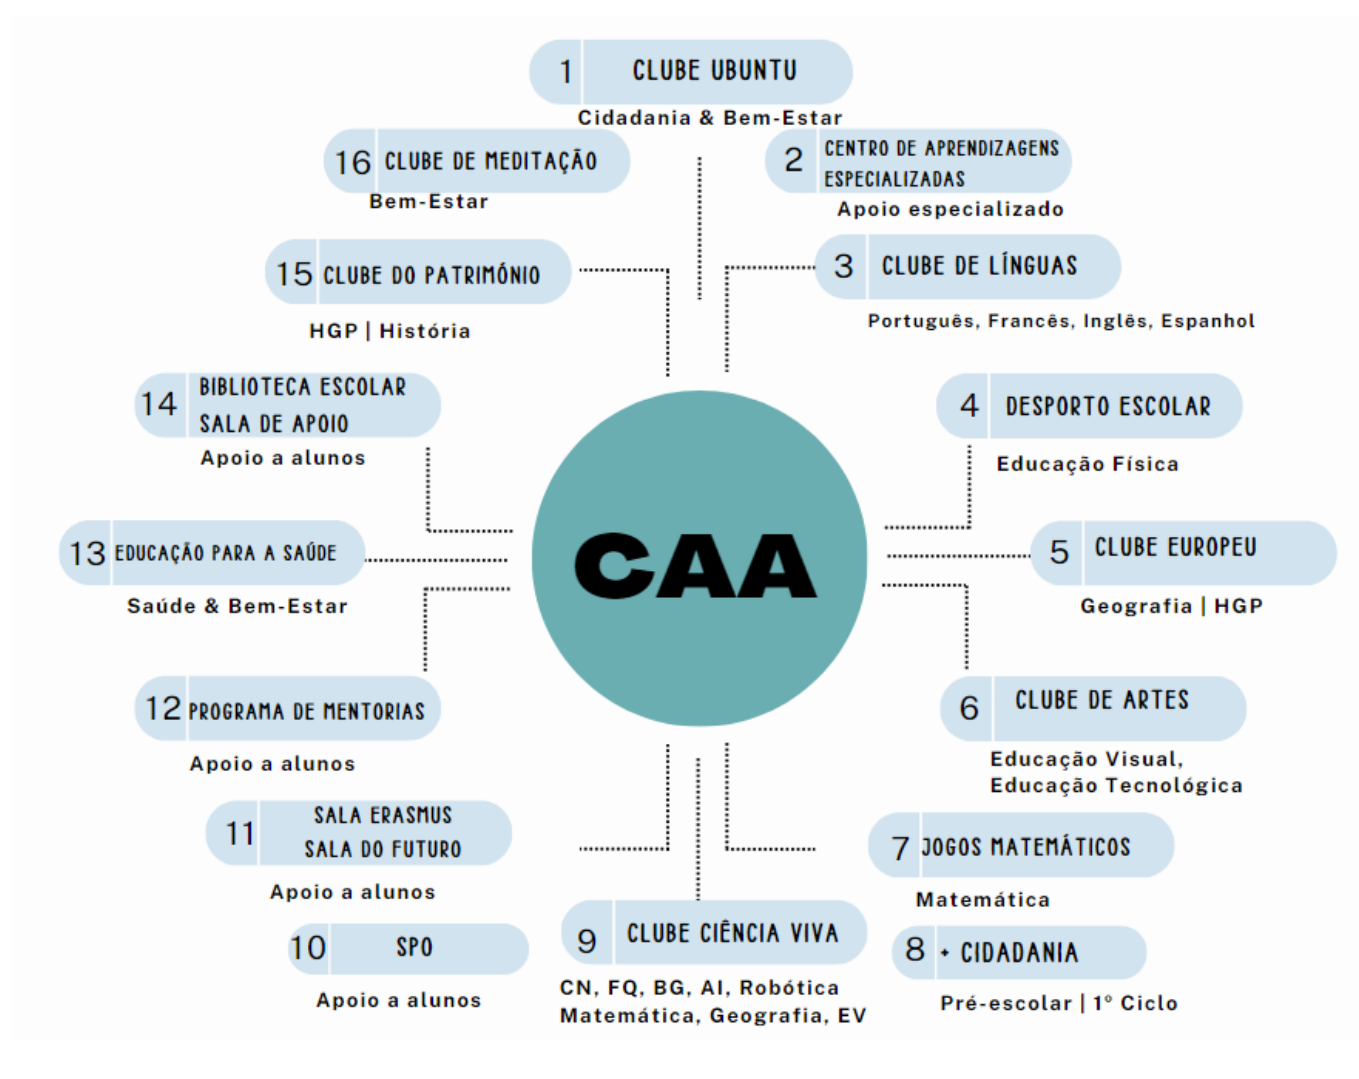 1 CLUBE UBUNTU
Cidadania & Bem-Estar
2 CENTRO DE APRENDIZAGENS
ESPECIALIZADAS
Apoio especializado
3 CLUBE DE LÍNGUAS
Português, Francês, Inglês, Espanhol
4 DESPORTO ESCOLAR
Educação Física
5 CLUBE EUROPEU
Geografia | HGP
6 CLUBE DE ARTES
Educação Visual,
Educação Tecnológica
7 JOGOS MATEMÁTICOS
Matemática
8 + CIDADANIA
Pré-escolar | 1º Ciclo
9 CLUBE CIÊNCIA VIVA
CN, FQ, BG, AI, Robótica
Matemática, Geografia, EV
10 SPO
Apoio a alunos
11 SALA ERASMUS
SALA DO FUTURO
Apoio a alunos
12 PROGRAMA DE MENTORIAS
Apoio a alunos
13 EDUCAÇÃO PARA A SAÚDE
Saúde & Bem-Estar
14 BIBLIOTECA ESCOLAR
SALA DE APOIO
Apoio a alunos
15 CLUBE DO PATRIMÓNIO
HGP | História
16 CLUBE DE MEDITAÇÃO
Bem-Estar
CAA